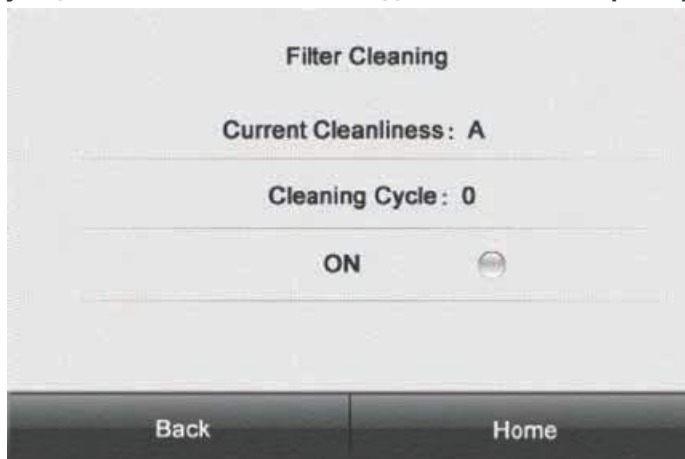 Filter Cleaning
Current Cleanliness: A
Cleaning Cycle: 0
ON
Back
Home